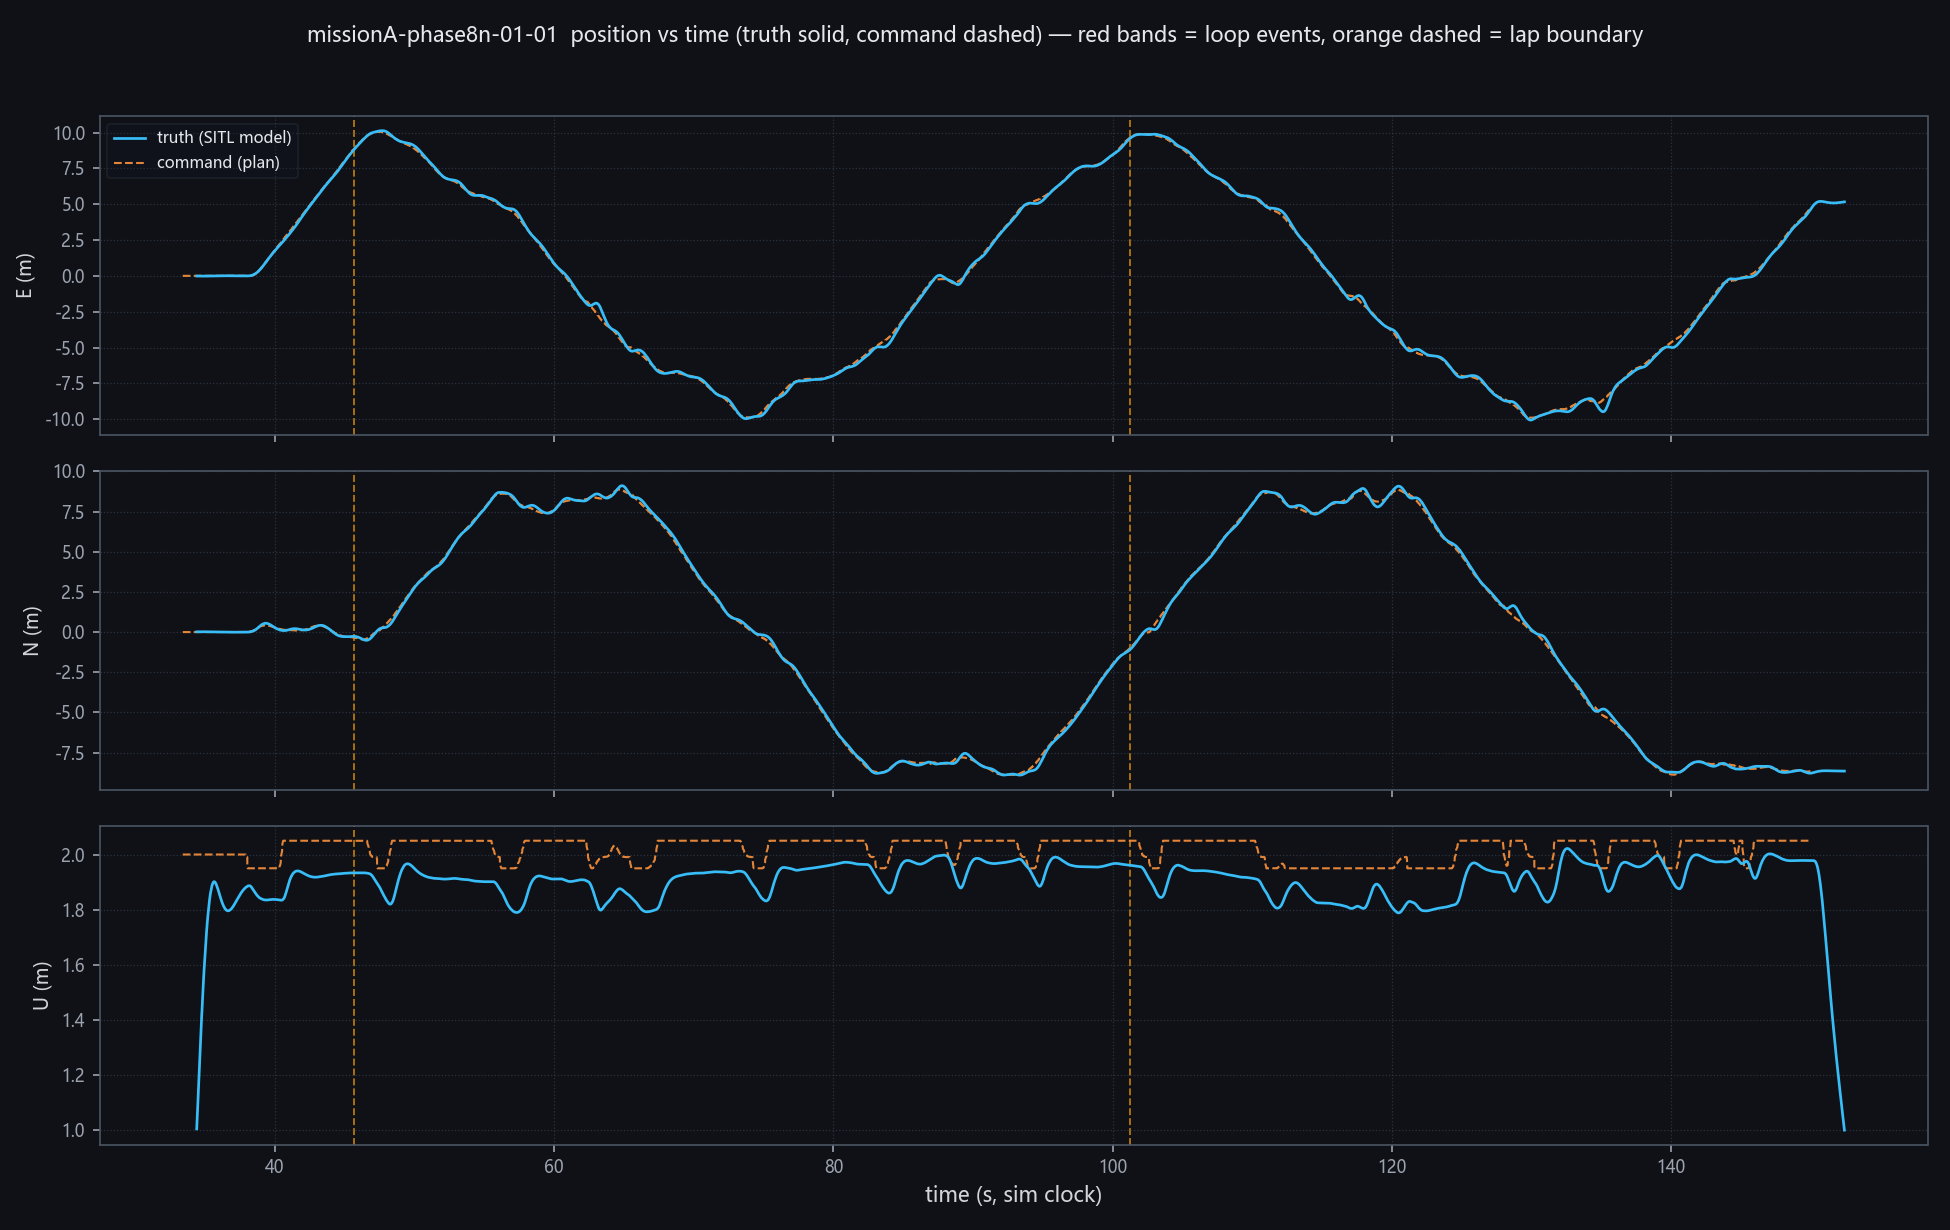 missionA-phase8n-01-01  position vs time (truth solid, command dashed) — red bands = loop events, orange dashed = lap boundary
truth (SITL model)
command (plan)
E (m)
10.0
7.5
5.0
2.5
0.0
-2.5
-5.0
-7.5
-10.0
N (m)
10.0
7.5
5.0
2.5
0.0
-2.5
-5.0
-7.5
U (m)
2.0
1.8
1.6
1.4
1.2
1.0
40 60 80 100 120 140
time (s, sim clock)